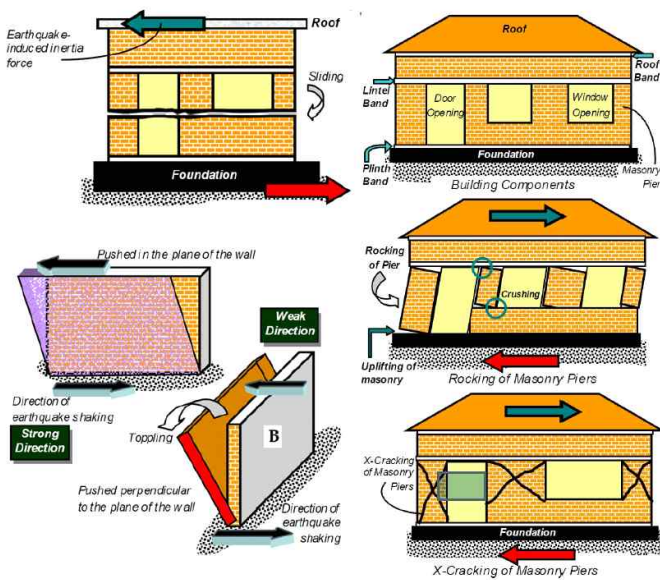 Earthquake-
induced inertia
force
Roof
Sliding
Foundation
Roof
Roof
Band
Lintel
Band
Door
Opening
Window
Opening
Foundation
Plinth
Band
Building Components
Masonry
Pier
Pushed in the plane of the wall
Direction of
earthquake shaking
Strong
Direction
Weak
Direction
Toppling
B
Pushed perpendicular
to the plane of the wall
Direction of
earthquake
shaking
Rocking
of Pier
Crushing
Uplifting of
masonry
Rocking of Masonry Piers
X-Cracking
of Masonry
Piers
Foundation
X-Cracking of Masonry Piers